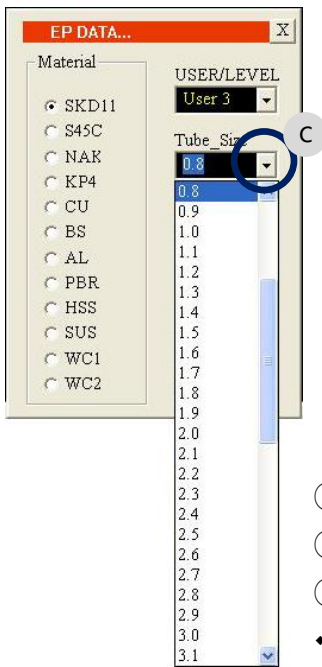 EP DATA...
X
Material
SKD11
S45C
NAK
KP4
CU
BS
AL
PBR
HSS
SUS
WC1
WC2
USER/LEVEL
User 3
Tube_Size
C
0.8
0.8
0.9
1.0
1.1
1.2
1.3
1.4
1.5
1.6
1.7
1.8
1.9
2.0
2.1
2.2
2.3
2.4
2.5
2.6
2.7
2.8
2.9
3.0
3.1